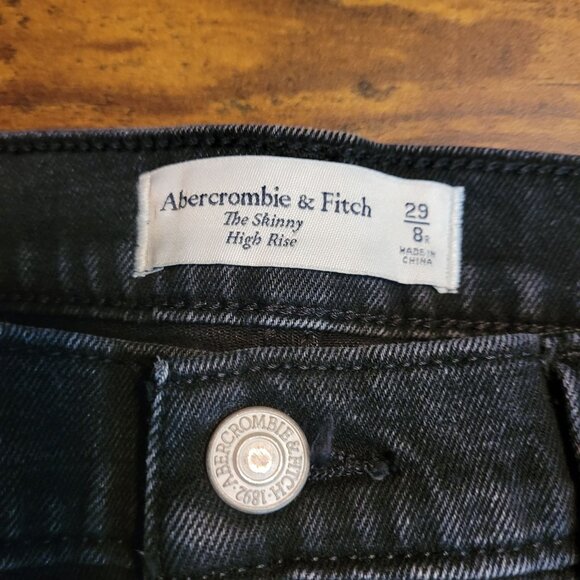 Abercrombie & Fitch
The Skinny
High Rise
29
8R
MADE IN
CHINA
ABERCROMBIE & FITCH · 1892 ·